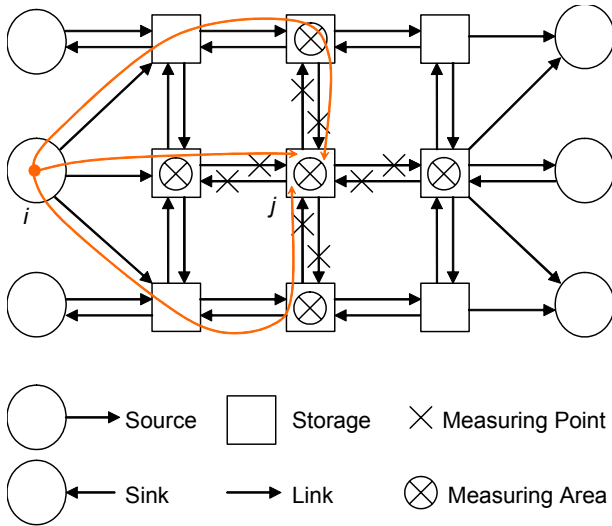 i
j
Source
Storage
Measuring Point
Sink
Link
Measuring Area